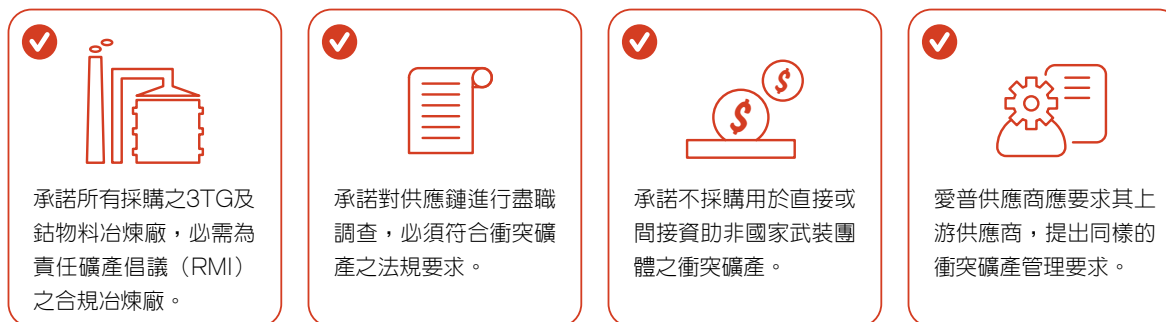 承諾所有採購之3TG及
鈷物料冶煉廠，必需為
責任礦產倡議（RMI）
之合規冶煉廠。
承諾對供應鏈進行盡職
調查，必須符合衝突礦
產之法規要求。
承諾不採購用於直接或
間接資助非國家武裝團
體之衝突礦產。
愛普供應商應要求其上
游供應商，提出同樣的
衝突礦產管理要求。